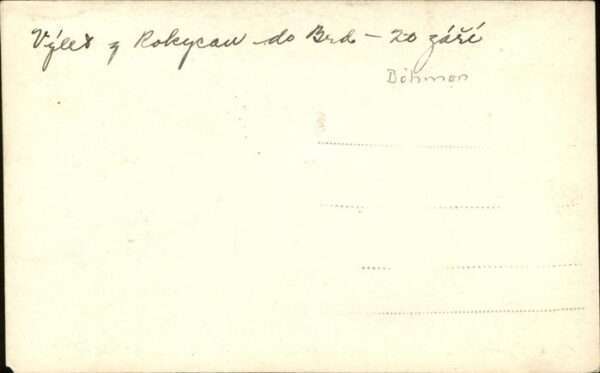 Výlet z Rokycan do Brd – 20 září
Böhmen